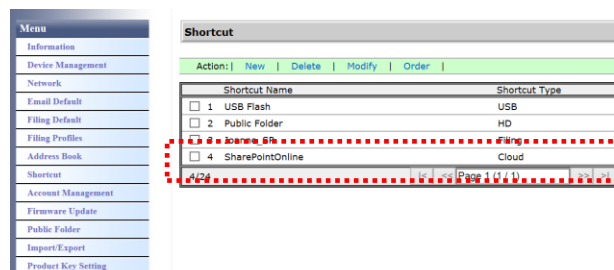 Menu
Information
Device Management
Network
Email Default
Filing Default
Filing Profiles
Address Book
Shortcut
Account Management
Firmware Update
Public Folder
Import/Export
Product Key Setting
Shortcut
Action:| New | Delete | Modify | Order |
Shortcut Name Shortcut Type
1 USB Flash USB
2 Public Folder HD
3 Joanne_SP Filing
4 SharePointOnline Cloud
4/24 |< << Page 1 (1 / 1) >> >|